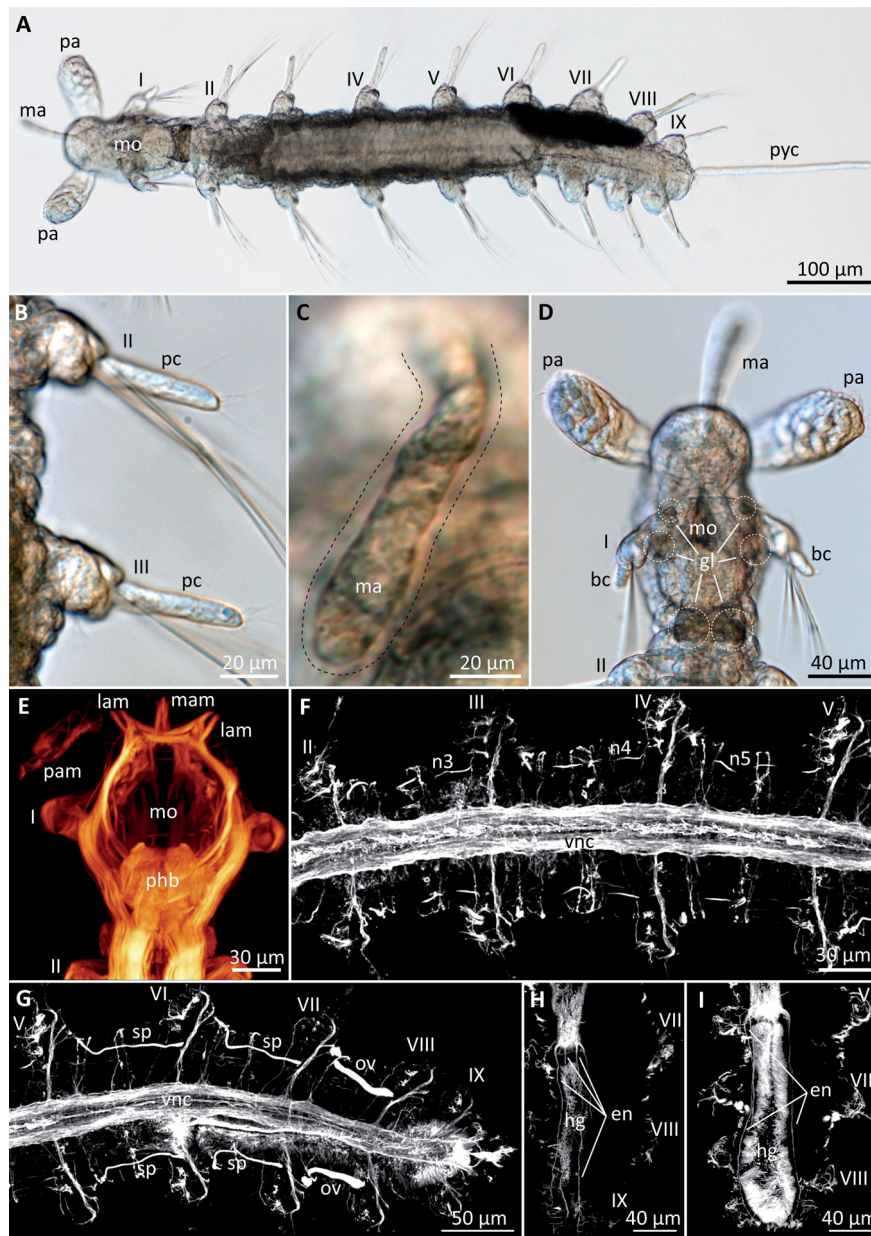 A
pa
I
II
IV
V
VI
VII
VIII
IX
ma
mo
pyc
pa
100 µm
B
II
pc
III
pc
20 µm
C
ma
20 µm
D
pa
ma
pa
I
mo
bc
gl
bc
II
40 µm
E
lam
mam
lam
pam
I
mo
phb
II
30 µm
F
II
III
IV
V
n3
n4
n5
vnc
30 µm
G
V
VI
VII
VIII
IX
sp
sp
ov
vnc
sp
sp
ov
50 µm
H
VII
en
hg
VIII
IX
40 µm
I
en
hg
VIII
40 µm